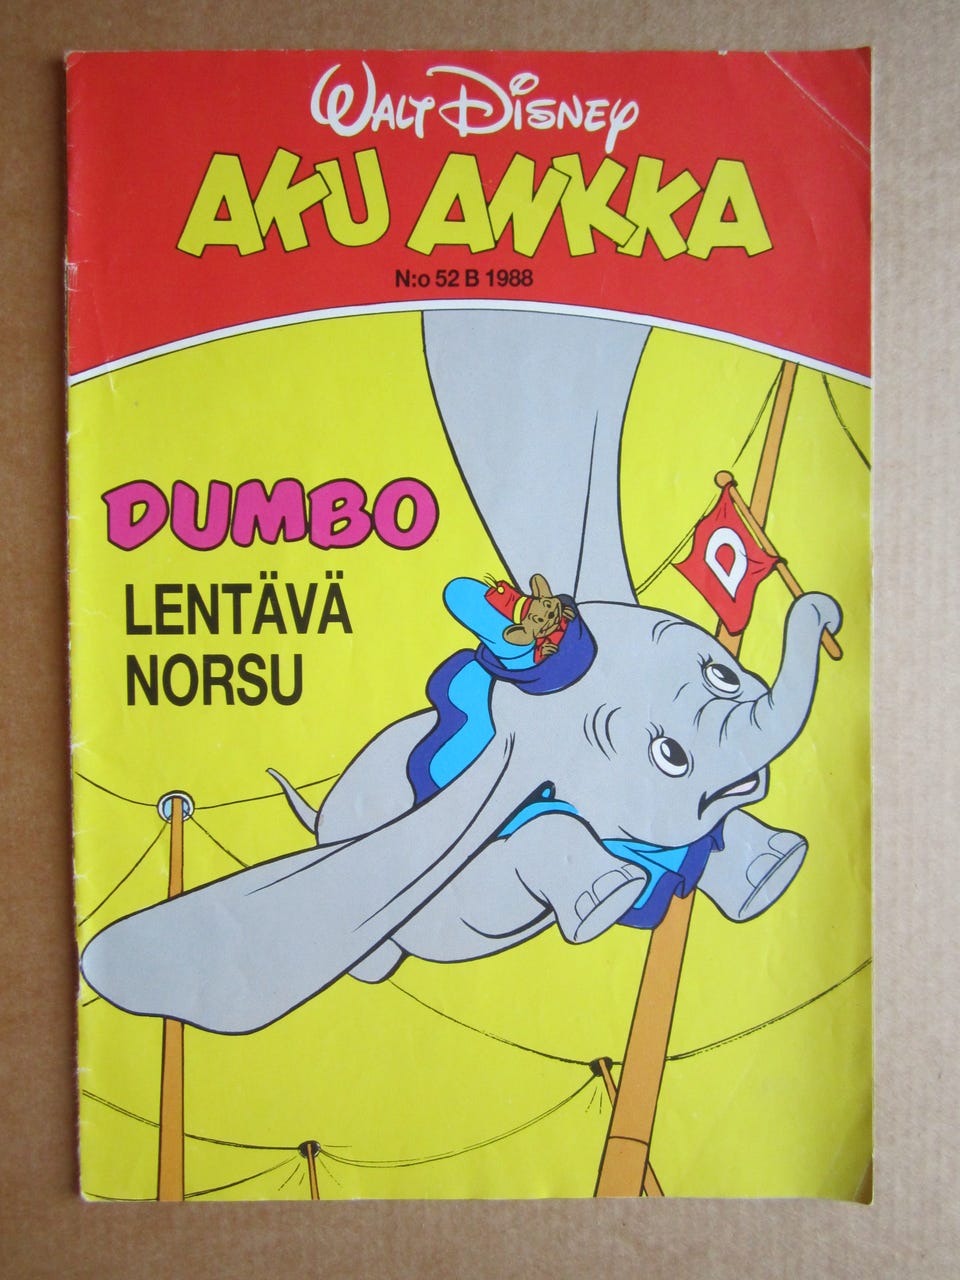 WALT DISNEY
AKU ANKKA
N:o 52 B 1988
DUMBO
LENTÄVÄ
NORSU
D